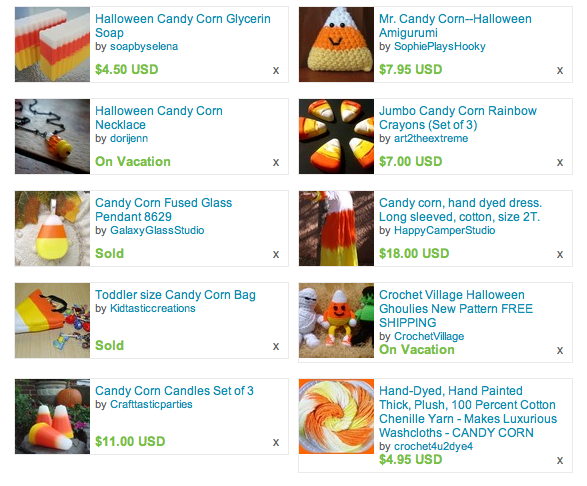 Halloween Candy Corn Glycerin
Soap
by soapbyselena
$4.50 USD
x
Mr. Candy Corn--Halloween
Amigurumi
by SophiePlaysHooky
$7.95 USD
x
Halloween Candy Corn
Necklace
by dorijenn
On Vacation
x
Jumbo Candy Corn Rainbow
Crayons (Set of 3)
by art2theextreme
$7.00 USD
x
Candy Corn Fused Glass
Pendant 8629
by GalaxyGlassStudio
Sold
x
Candy corn, hand dyed dress.
Long sleeved, cotton, size 2T.
by HappyCamperStudio
$18.00 USD
x
Toddler size Candy Corn Bag
by Kidtasticcreations
Sold
x
Crochet Village Halloween
Ghoulies New Pattern FREE
SHIPPING
by CrochetVillage
On Vacation
x
Candy Corn Candles Set of 3
by Crafttasticparties
$11.00 USD
x
Hand-Dyed, Hand Painted
Thick, Plush, 100 Percent Cotton
Chenille Yarn - Makes Luxurious
Washcloths - CANDY CORN
by crochet4u2dye4
$4.95 USD
x